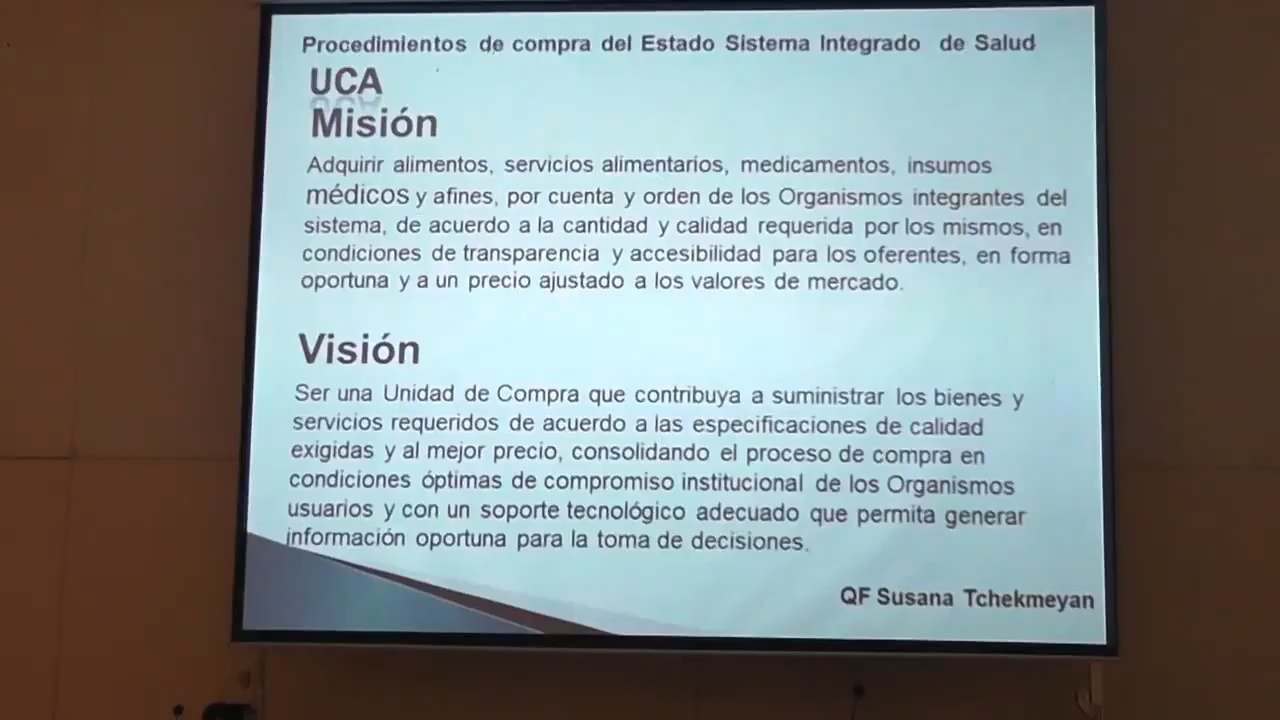 Procedimientos de compra del Estado Sistema Integrado de Salud
UCA
Misión
Adquirir alimentos, servicios alimentarios, medicamentos, insumos
médicos y afines, por cuenta y orden de los Organismos integrantes del
sistema, de acuerdo a la cantidad y calidad requerida por los mismos, en
condiciones de transparencia y accesibilidad para los oferentes, en forma
oportuna y a un precio ajustado a los valores de mercado.
Visión
Ser una Unidad de Compra que contribuya a suministrar los bienes y
servicios requeridos de acuerdo a las especificaciones de calidad
exigidas y al mejor precio, consolidando el proceso de compra en
condiciones óptimas de compromiso institucional de los Organismos
usuarios y con un soporte tecnológico adecuado que permita generar
información oportuna para la toma de decisiones.
QF Susana Tchekmeyan